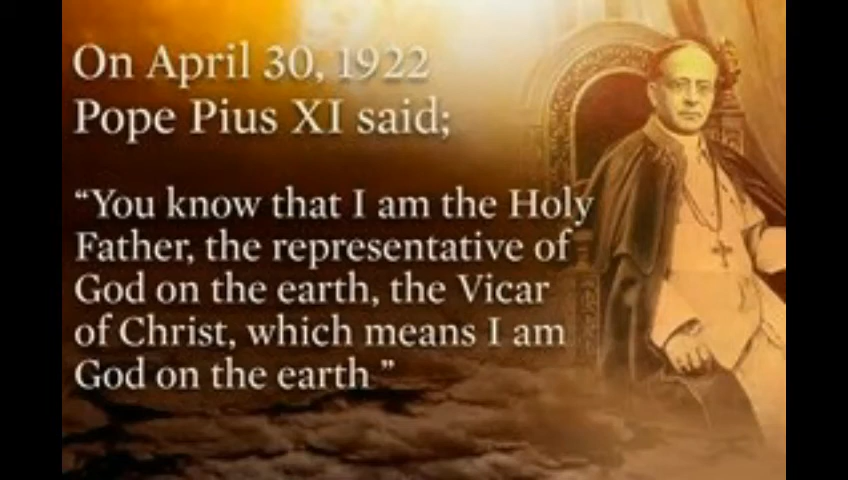 On April 30, 1922
Pope Pius XI said;
“You know that I am the Holy
Father, the representative of
God on the earth, the Vicar
of Christ, which means I am
God on the earth ”